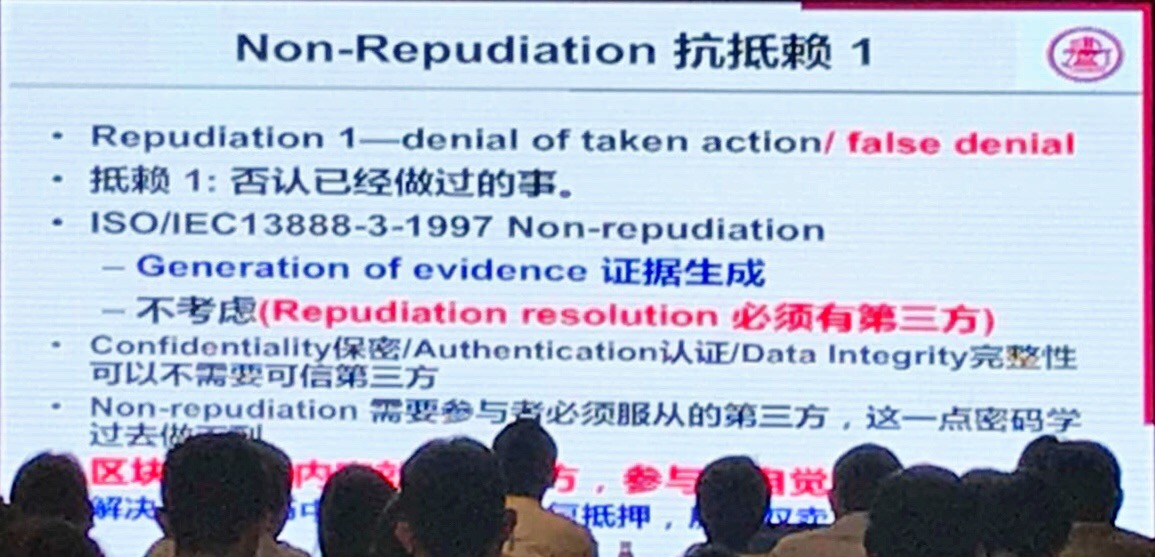 Non-Repudiation 抗抵赖 1
• Repudiation 1—denial of taken action/ false denial
• 抵赖 1: 否认已经做过的事。
• ISO/IEC13888-3-1997 Non-repudiation
– Generation of evidence 证据生成
– 不考虑(Repudiation resolution 必须有第三方)
• Confidentiality保密/Authentication认证/Data Integrity完整性
可以不需要可信第三方
• Non-repudiation 需要参与者必须服从的第三方，这一点密码学
过去做不到
区块 内 方，参与 自觉
解决 中 抵押， 双卖